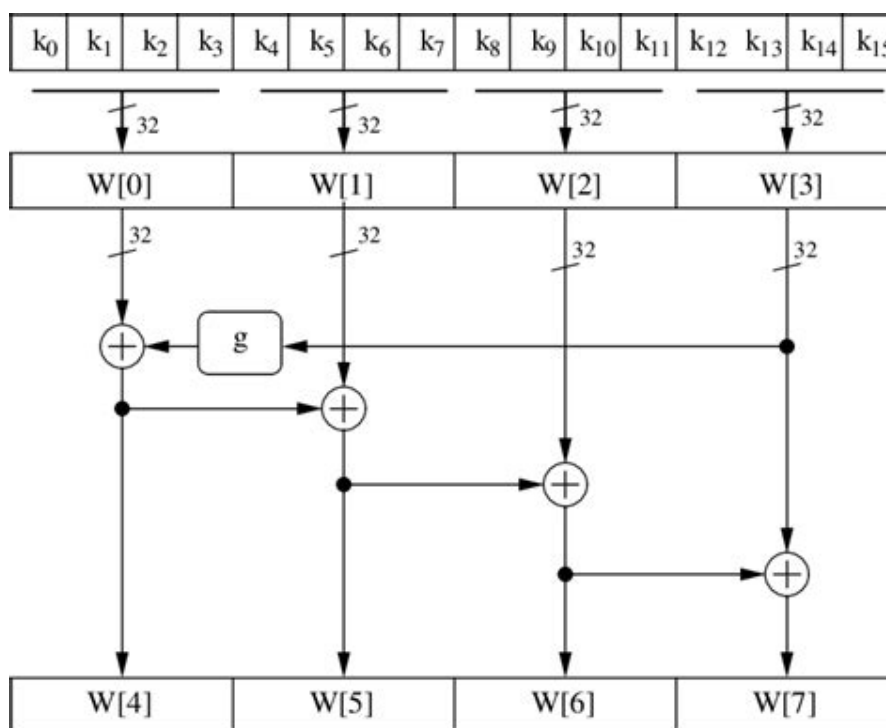 k₀ k₁ k₂ k₃ k₄ k₅ k₆ k₇ k₈ k₉ k₁₀ k₁₁ k₁₂ k₁₃ k₁₄ k₁₅
32 32 32 32
W[0] W[1] W[2] W[3]
32 32 32 32
g
W[4] W[5] W[6] W[7]